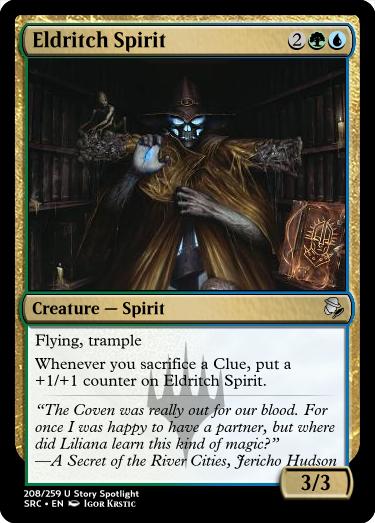 Eldritch Spirit 2
Creature — Spirit
Flying, trample
Whenever you sacrifice a Clue, put a
+1/+1 counter on Eldritch Spirit.
“The Coven was really out for our blood. For
once I was happy to have a partner, but where
did Liliana learn this kind of magic?”
—A Secret of the River Cities, Jericho Hudson
3/3
208/259 U Story Spotlight
SRC • EN Igor Krstic